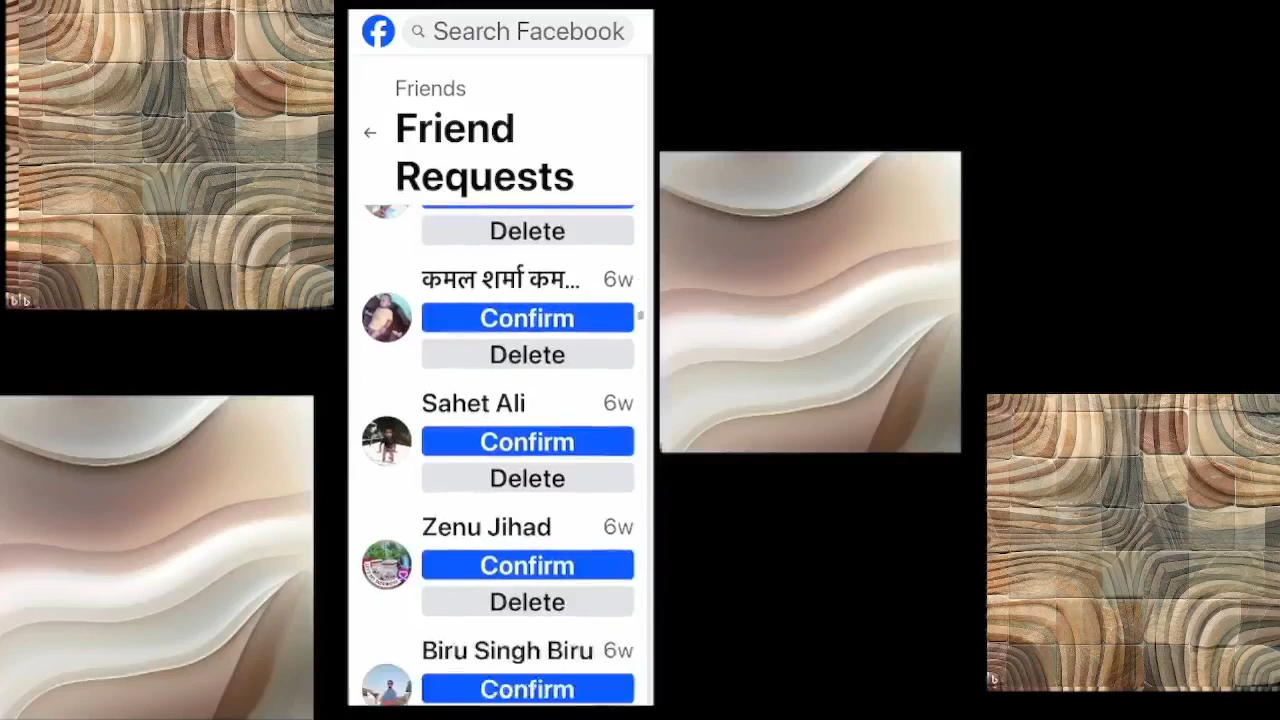 Search Facebook
Friends
Friend
Requests
Delete
कमल शर्मा कम... 6w
Confirm
Delete
Sahet Ali 6w
Confirm
Delete
Zenu Jihad 6w
Confirm
Delete
Biru Singh Biru 6w
Confirm